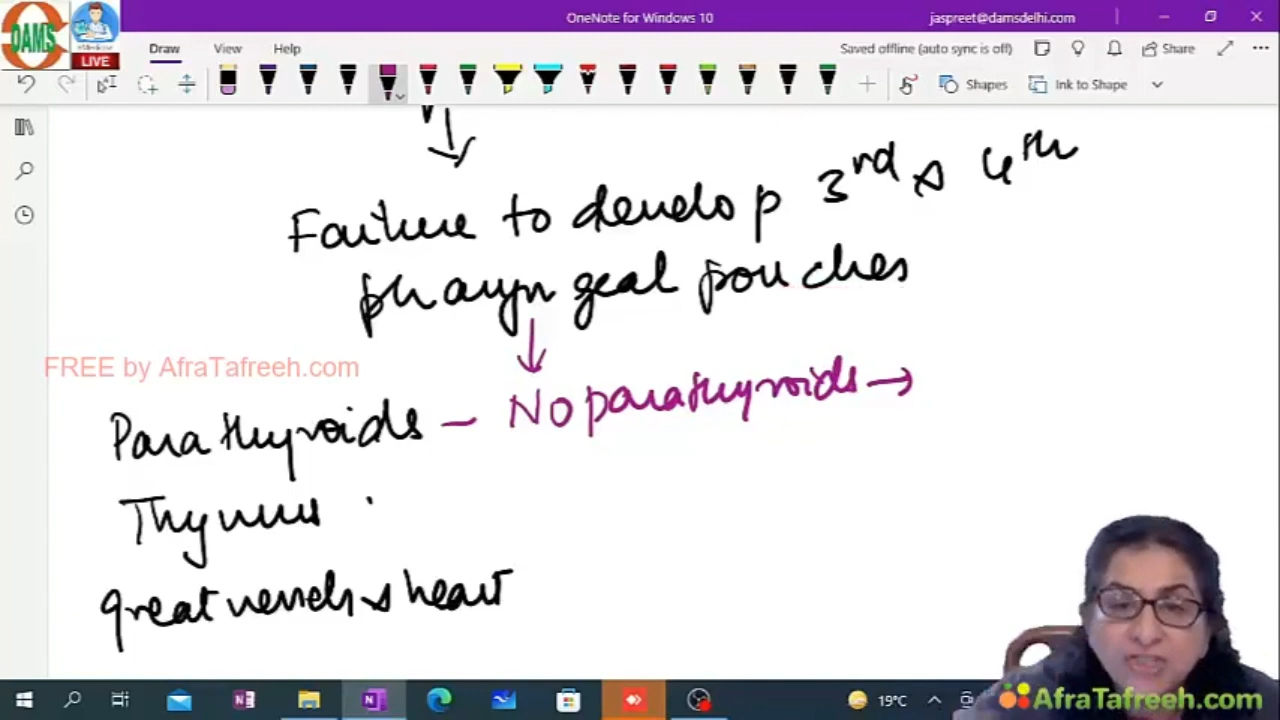 DAMS
eMedicoz
LIVE
OneNote for Windows 10
jaspreet@damsdelhi.com
Draw
View
Help
Saved offline (auto sync is off)
Share
Shapes
Ink to Shape
Failure to develop 3rd & 4th
pharyngeal pouches
FREE by AfraTafreeh.com
Parathyroids – No parathyroids →
Thymus
great vessels & heart
19°C
AfraTafreeh.com